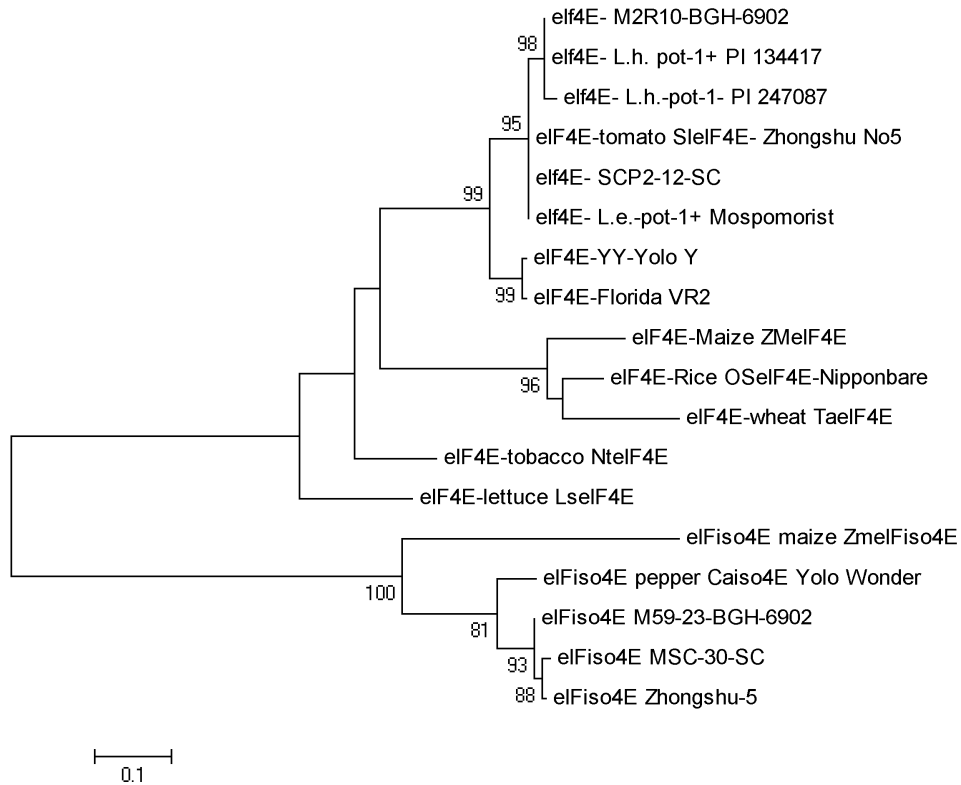 elf4E- M2R10-BGH-6902
98
elf4E- L.h. pot-1+ PI 134417
elf4E- L.h.-pot-1- PI 247087
95
eIF4E-tomato SlelF4E- Zhongshu No5
elf4E- SCP2-12-SC
99
elf4E- L.e.-pot-1+ Mospomorist
eIF4E-YY-Yolo Y
99
eIF4E-Florida VR2
eIF4E-Maize ZMeIF4E
96
eIF4E-Rice OSeIF4E-Nipponbare
eIF4E-wheat TaeIF4E
eIF4E-tobacco NteIF4E
eIF4E-lettuce LseIF4E
eIFiso4E maize ZmeIFiso4E
100
eIFiso4E pepper Caiso4E Yolo Wonder
81
eIFiso4E M59-23-BGH-6902
93
eIFiso4E MSC-30-SC
88
eIFiso4E Zhongshu-5
0.1